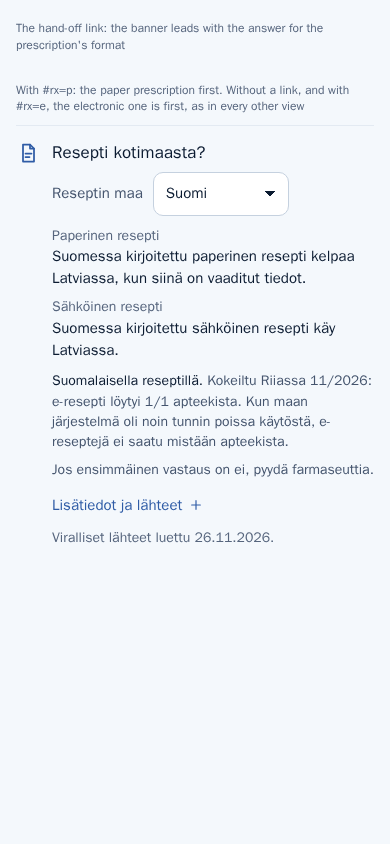 The hand-off link: the banner leads with the answer for the
prescription's format
With #rx=p: the paper prescription first. Without a link, and with
#rx=e, the electronic one is first, as in every other view
Resepti kotimaasta?
Reseptin maa Suomi
Paperinen resepti
Suomessa kirjoitettu paperinen resepti kelpaa
Latviassa, kun siinä on vaaditut tiedot.
Sähköinen resepti
Suomessa kirjoitettu sähköinen resepti käy
Latviassa.
Suomalaisella reseptillä. Kokeiltu Riiassa 11/2026:
e-resepti löytyi 1/1 apteekista. Kun maan
järjestelmä oli noin tunnin poissa käytöstä, e-
reseptejä ei saatu mistään apteekista.
Jos ensimmäinen vastaus on ei, pyydä farmaseuttia.
Lisätiedot ja lähteet +
Viralliset lähteet luettu 26.11.2026.